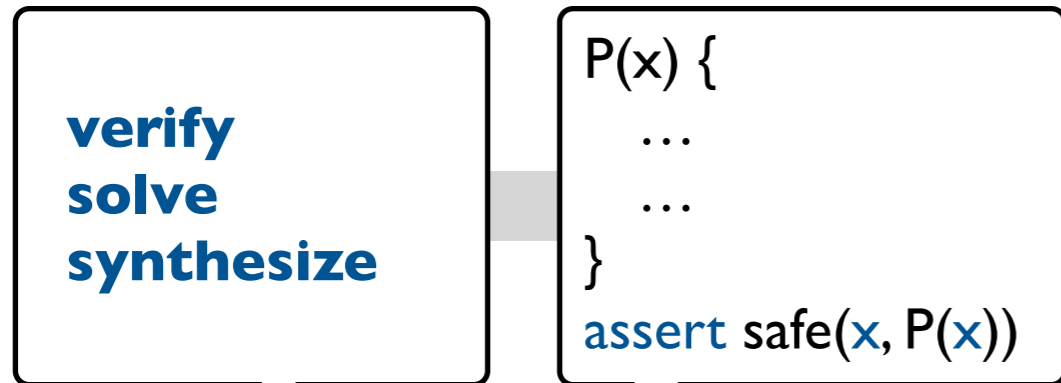 verify
solve
synthesize
P(x) {
…
…
}
assert safe(x, P(x))